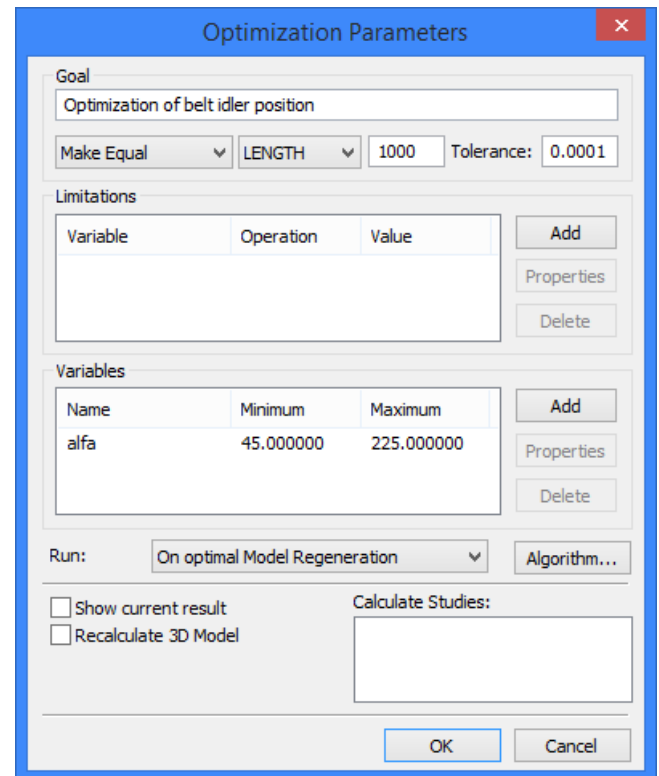 Optimization Parameters
Goal
Optimization of belt idler position
Make Equal LENGTH 1000 Tolerance: 0.0001
Limitations
Variable Operation Value
Add
Properties
Delete
Variables
Name Minimum Maximum
alfa 45.000000 225.000000
Add
Properties
Delete
Run: On optimal Model Regeneration Algorithm...
Show current result
Recalculate 3D Model
Calculate Studies:
OK Cancel